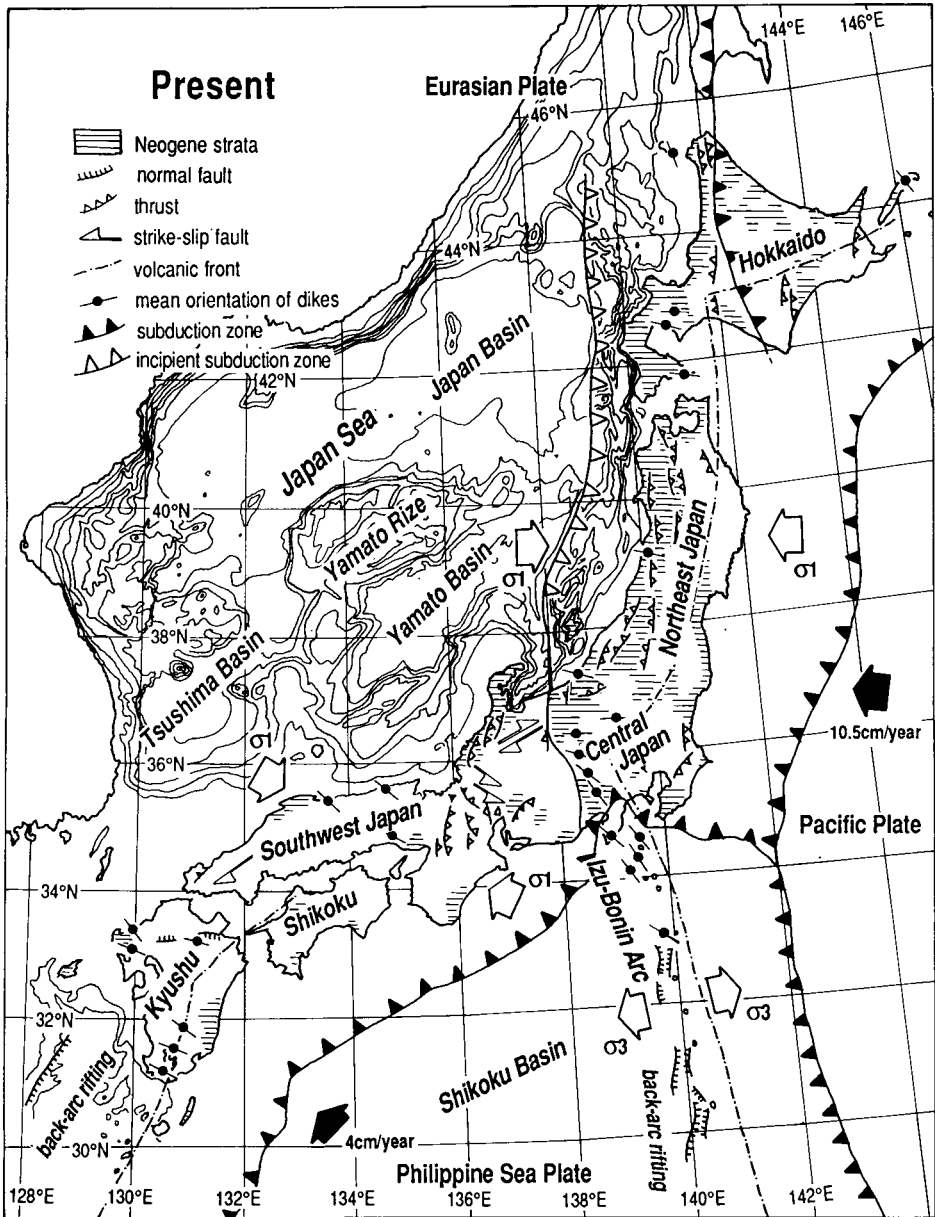 Present
Neogene strata
normal fault
thrust
strike-slip fault
volcanic front
mean orientation of dikes
subduction zone
incipient subduction zone
144°E
146°E
Eurasian Plate
46°N
44°N
Hokkaido
42°N
Japan Basin
Japan Sea
40°N
Yamato Rize
Yamato Basin
σ1
σ1
Northeast Japan
38°N
Tsushima Basin
10.5cm/year
Central
Japan
36°N
σ1
Southwest Japan
Pacific Plate
34°N
Shikoku
σ1
Izu-Bonin Arc
Kyushu
32°N
σ3
σ3
Shikoku Basin
back-arc rifting
back-arc rifting
30°N
4cm/year
Philippine Sea Plate
128°E
130°E
132°E
134°E
136°E
138°E
140°E
142°E